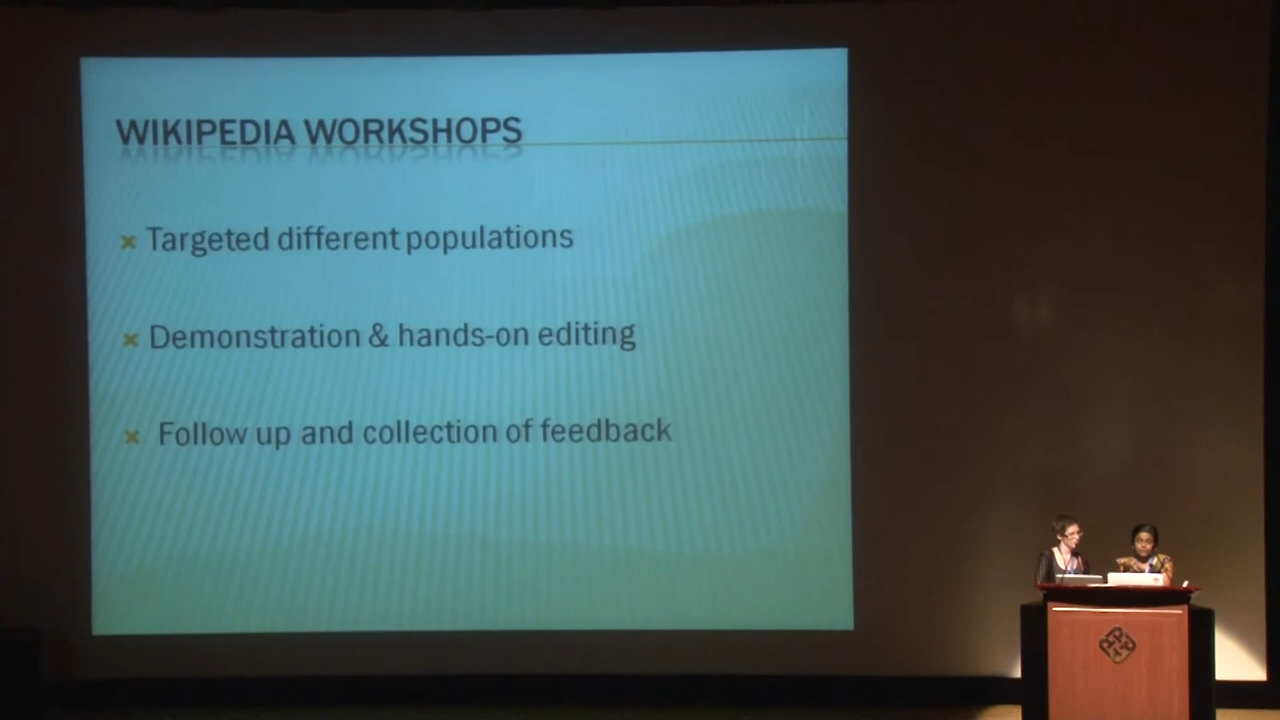 WIKIPEDIA WORKSHOPS
Targeted different populations
Demonstration & hands-on editing
Follow up and collection of feedback